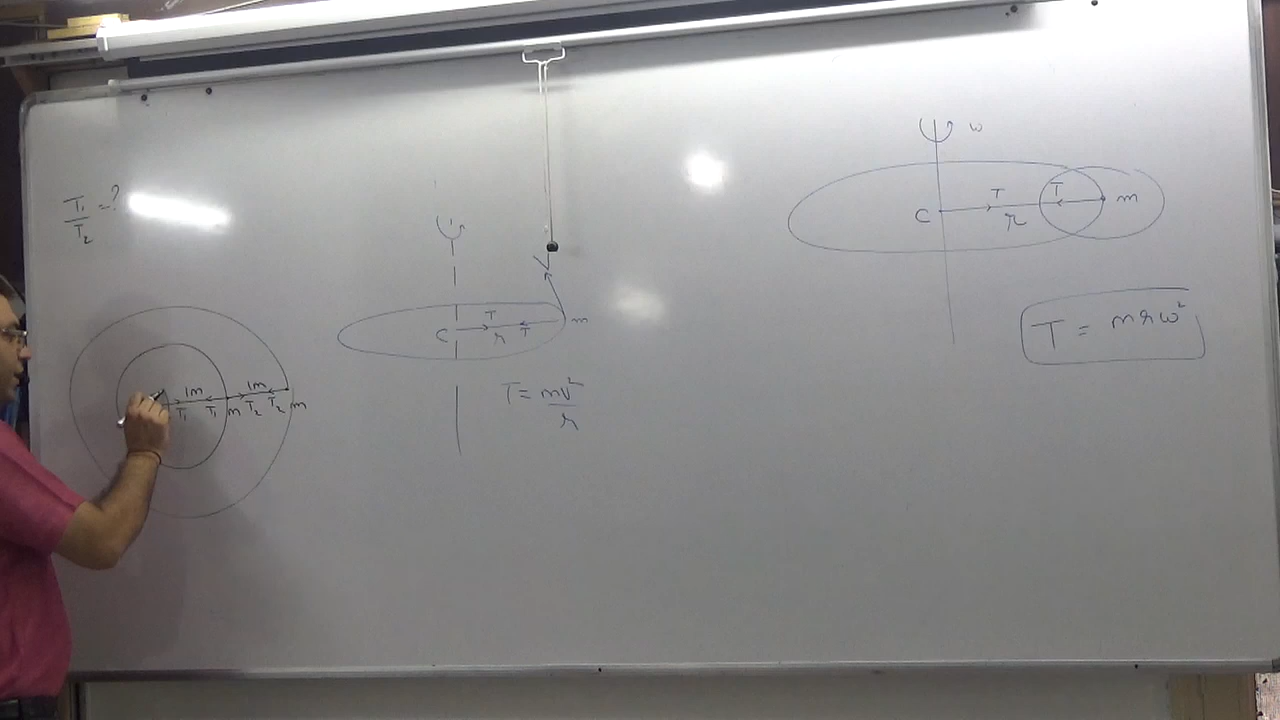 T₁/T₂ = ?
1m 1m
T₁ T₁ m T₂ T₂ m
T
C r T m
V
T = mv²/r
ω
T T
C r m
T = mrω²